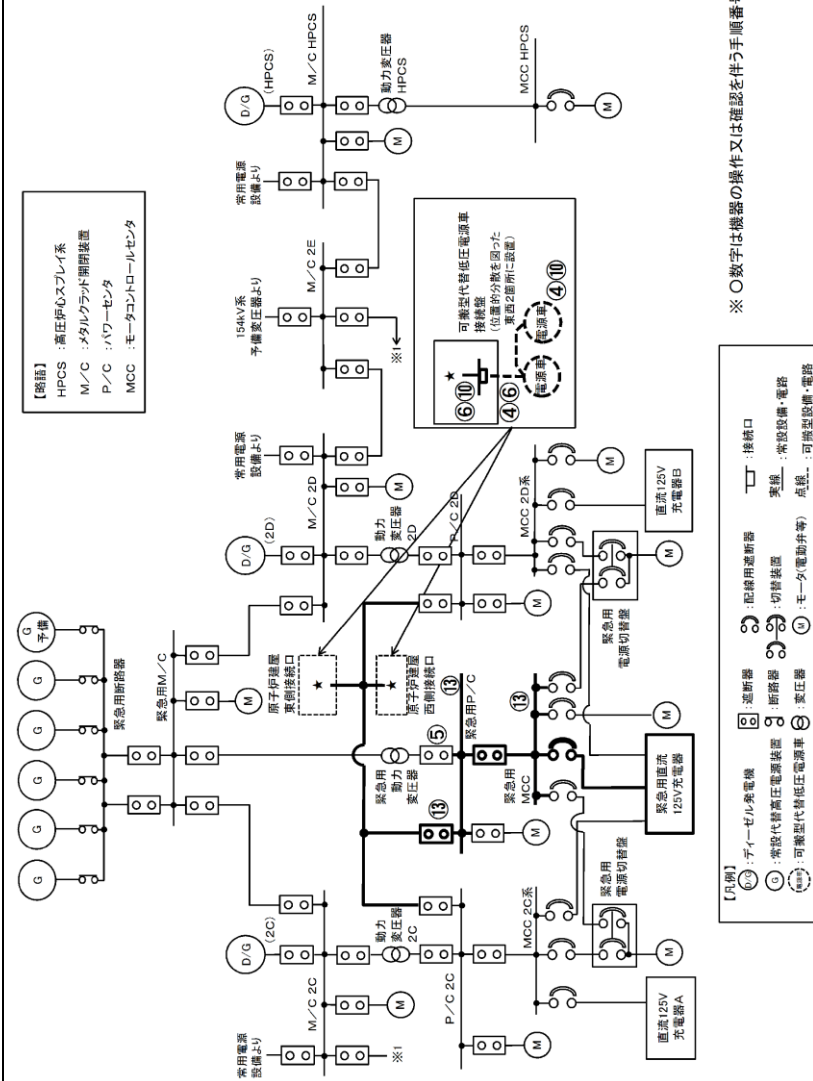 【略語】
HPCS :高圧炉心スプレイ系
M/C :メタルクラッド開閉装置
P/C :パワーセンタ
MCC :モータコントロールセンタ
G
G
G
G
G
G
予備
緊急用断路器
緊急用M/C
M
常用電源
設備より
※1
M/C 2C
D/G
(2C)
M
動力
変圧器
2C
P/C 2C
M
MCC 2C系
直流125V
充電器A
緊急用
電源切替盤
M
緊急用
動力
変圧器
⑤
⑬
緊急用P/C
⑬
M
緊急用
MCC
⑬
M
緊急用直流
125V充電器
原子炉建屋
東側接続口
★
原子炉建屋
西側接続口
★
D/G
(2D)
M/C 2D
M
常用電源
設備より
動力
変圧器
2D
P/C 2D
M
MCC 2D系
M
緊急用
電源切替盤
M
直流125V
充電器B
154kV系
予備変圧器より
M/C 2E
※1
常用電源
設備より
D/G
(HPCS)
M/C HPCS
M
動力変圧器
HPCS
MCC HPCS
M
可搬型代替低圧電源車
接続盤
(位置的分散を図った
東西2箇所に設置)
★
⑥⑩
④⑥
電源車
電源車
④⑩
【凡例】
D/G :ディーゼル発電機
G :常設代替高圧電源装置
電源車 :可搬型代替低圧電源車
:遮断器
:断路器
:変圧器
:配線用遮断器
:切替装置
M :モータ(電動弁等)
:接続口
実線 :常設設備・電路
点線 :可搬型設備・電路
※○数字は機器の操作又は確認を伴う手順番